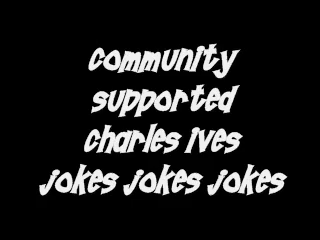 community
supported
charles ives
jokes jokes jokes